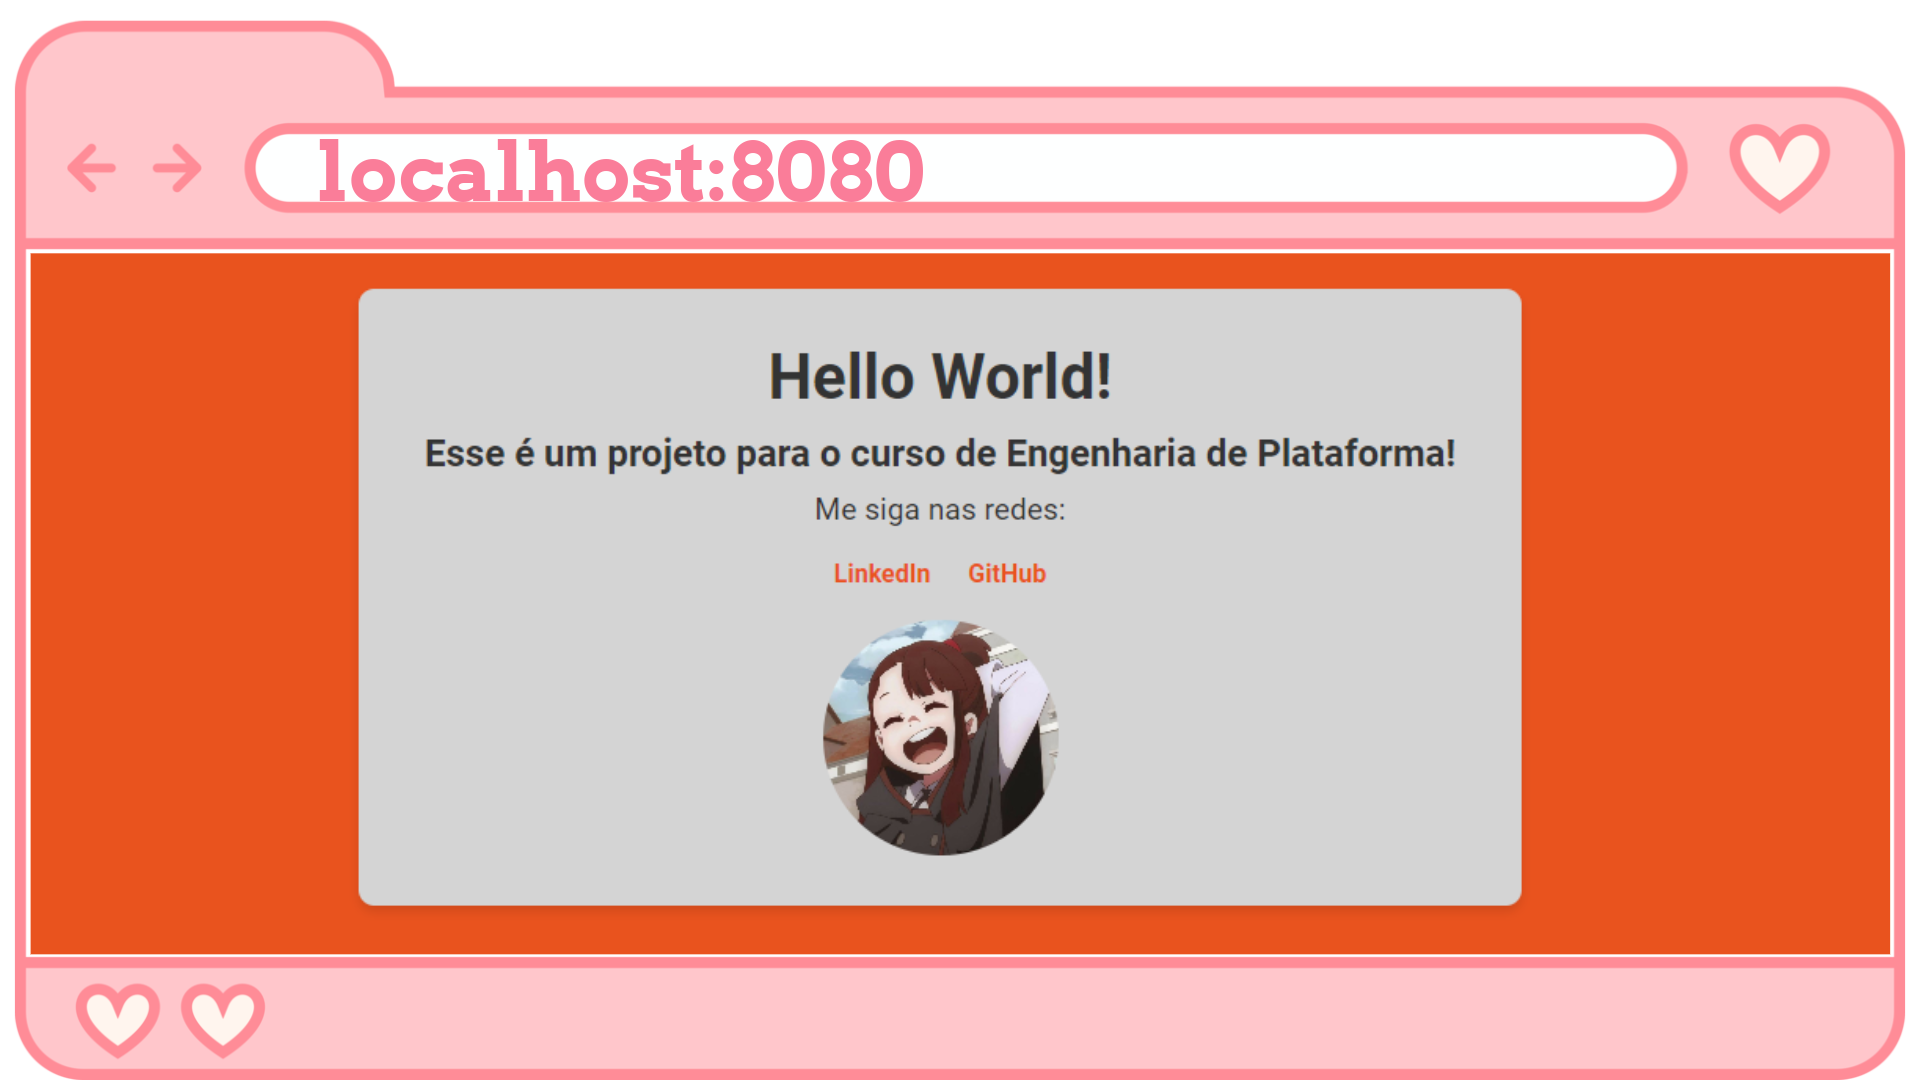 localhost:8080
Hello World!
Esse é um projeto para o curso de Engenharia de Plataforma!
Me siga nas redes:
LinkedIn GitHub